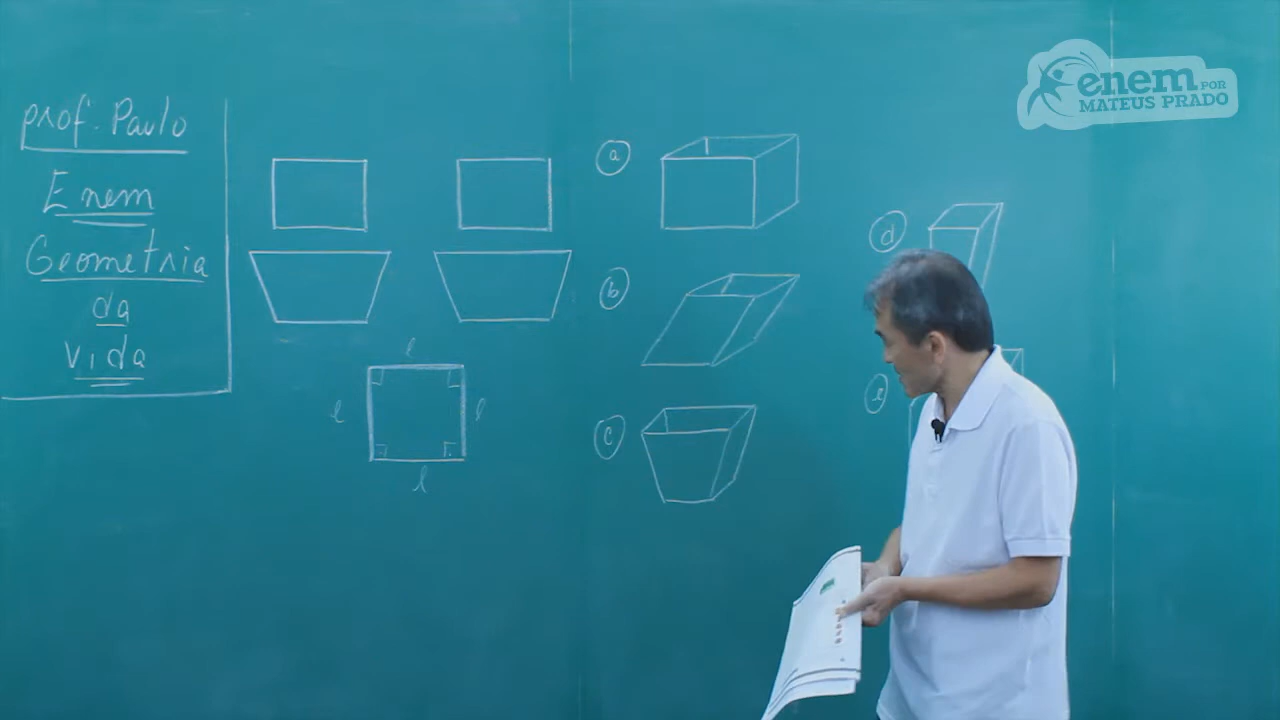 prof. Paulo
Enem
Geometria
da
vida
l
l
l
l
a
b
c
d
e
enem POR
MATEUS PRADO